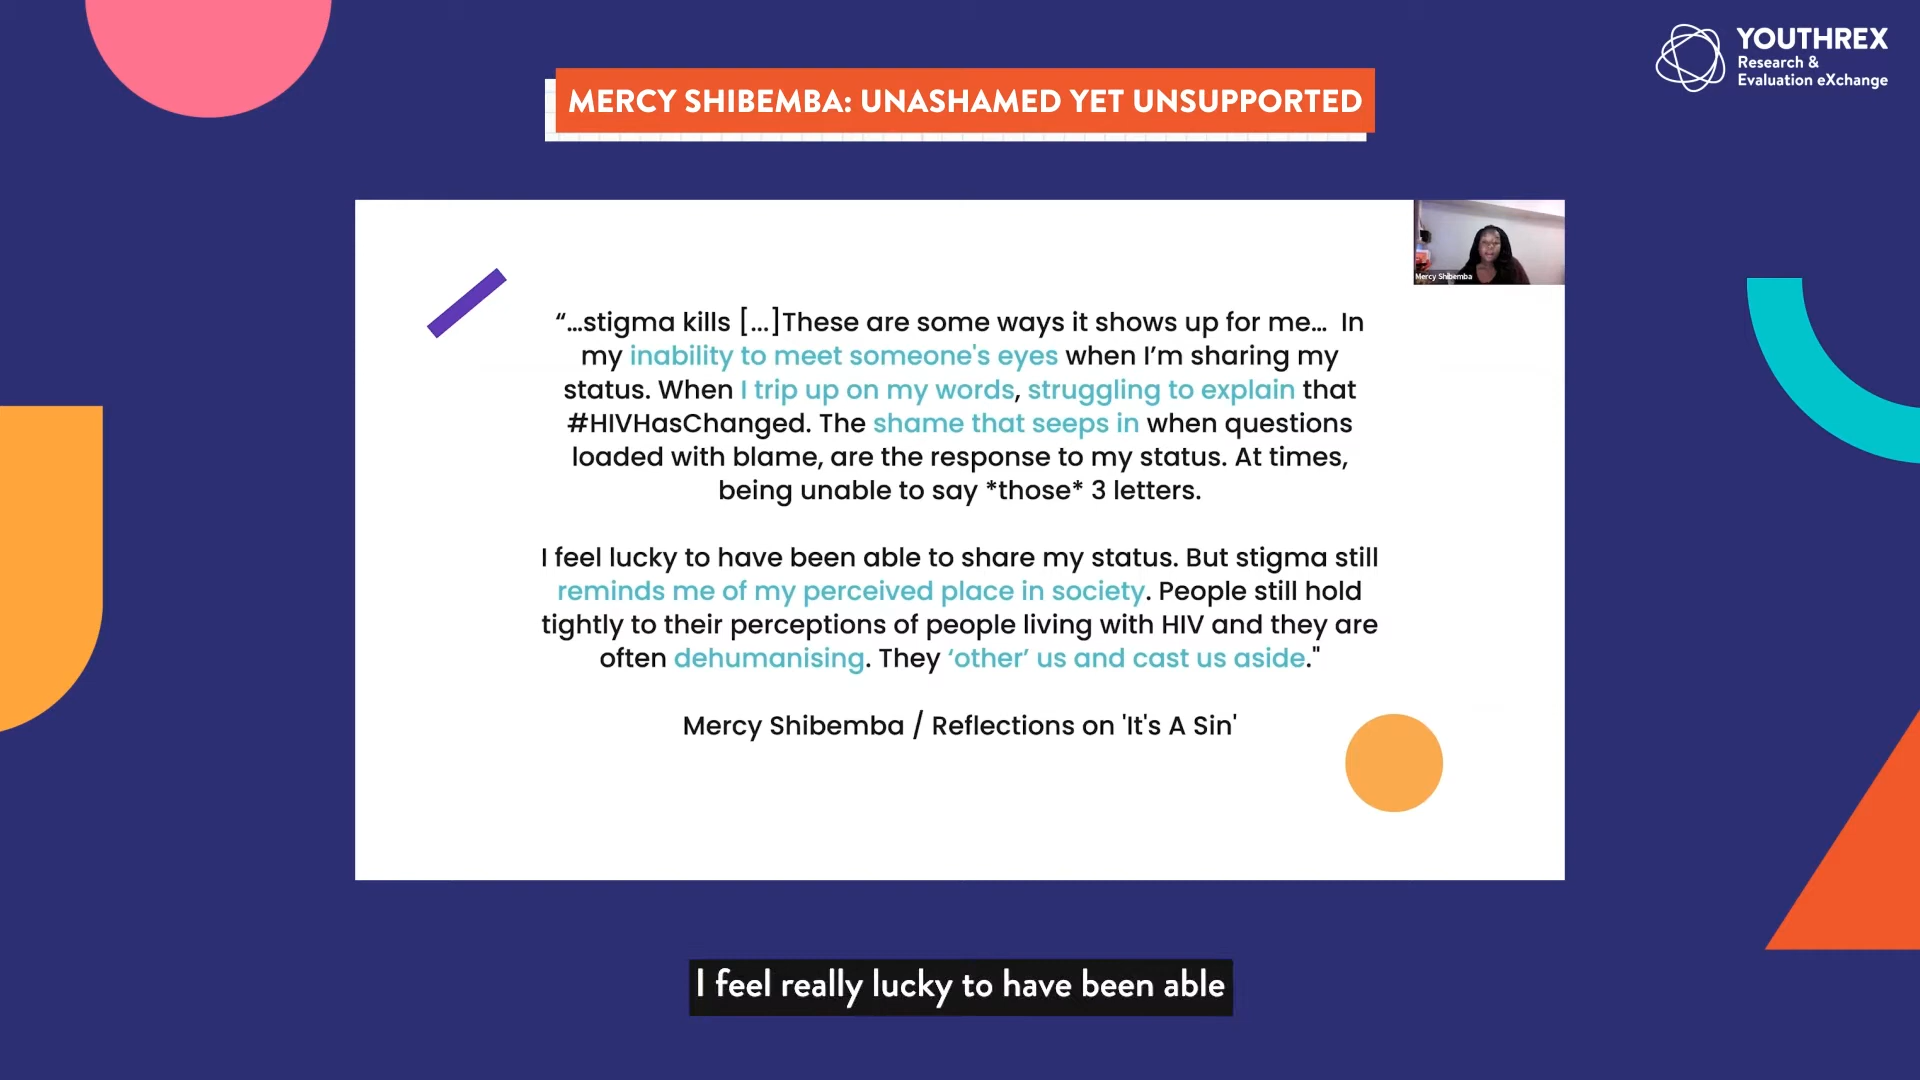 YOUTHREX
Research &
Evaluation eXchange
MERCY SHIBEMBA: UNASHAMED YET UNSUPPORTED
Mercy Shibemba
“...stigma kills [...]These are some ways it shows up for me... In
my inability to meet someone's eyes when I’m sharing my
status. When I trip up on my words, struggling to explain that
#HIVHasChanged. The shame that seeps in when questions
loaded with blame, are the response to my status. At times,
being unable to say *those* 3 letters.
I feel lucky to have been able to share my status. But stigma still
reminds me of my perceived place in society. People still hold
tightly to their perceptions of people living with HIV and they are
often dehumanising. They ‘other’ us and cast us aside."
Mercy Shibemba / Reflections on 'It's A Sin'
I feel really lucky to have been able